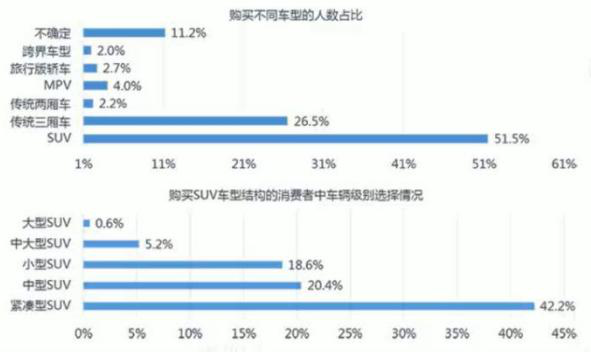 购买不同车型的人数占比
不确定 11.2%
跨界车型 2.0%
旅行版轿车 2.7%
MPV 4.0%
传统两厢车 2.2%
传统三厢车 26.5%
SUV 51.5%
1% 11% 21% 31% 41% 51% 61%
购买SUV车型结构的消费者中车辆级别选择情况
大型SUV 0.6%
中大型SUV 5.2%
小型SUV 18.6%
中型SUV 20.4%
紧凑型SUV 42.2%
0% 5% 10% 15% 20% 25% 30% 35% 40% 45%